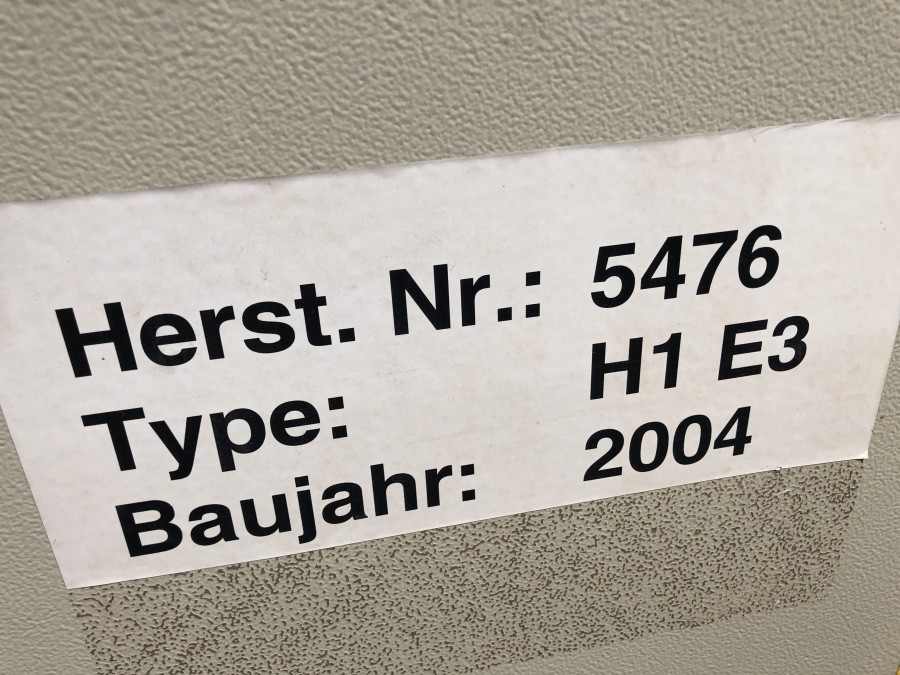 Herst. Nr.: 5476
Type: H1 E3
Baujahr: 2004